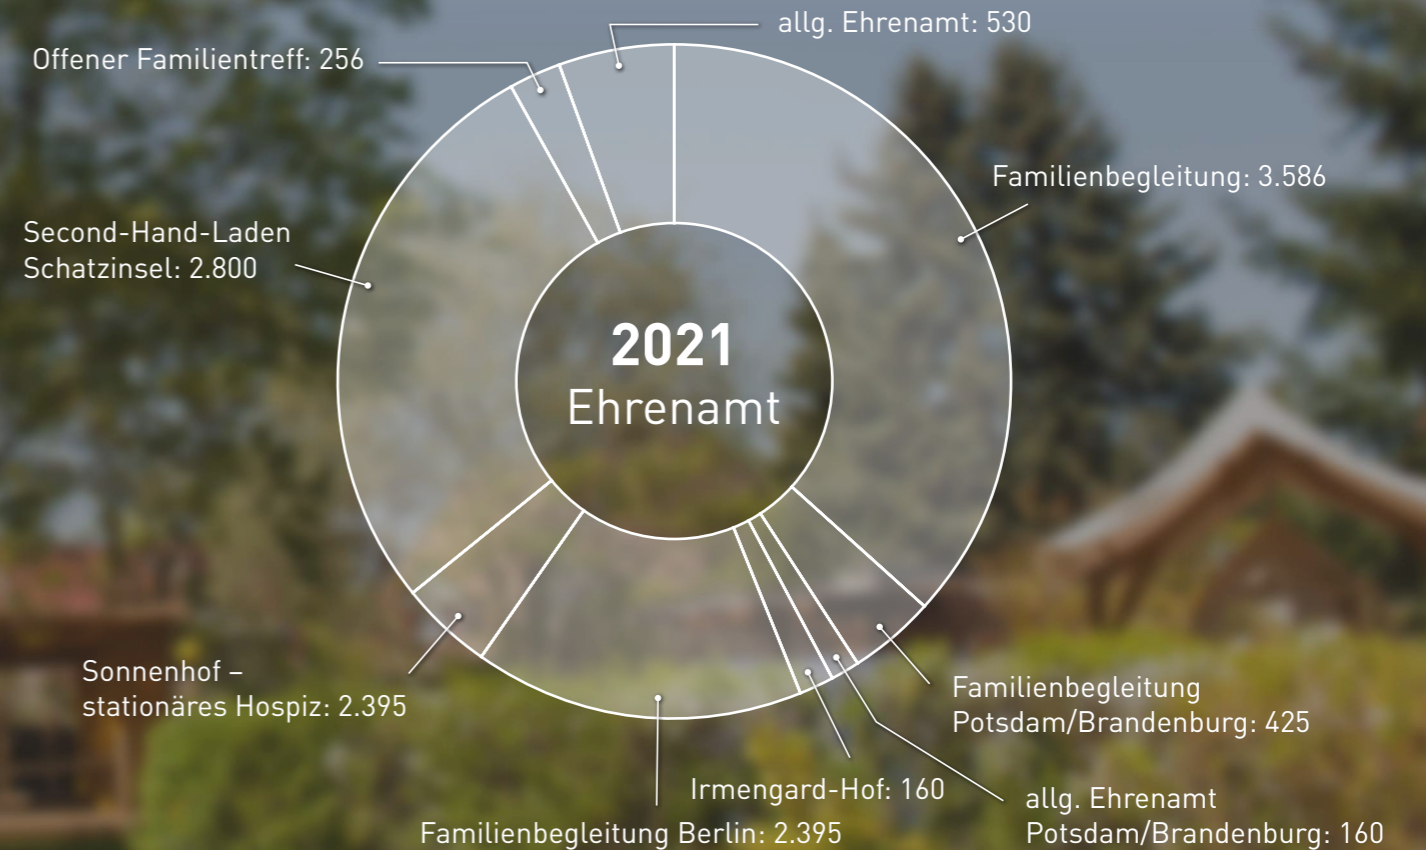 allg. Ehrenamt: 530
Offener Familientreff: 256
Familienbegleitung: 3.586
Second-Hand-Laden
Schatzinsel: 2.800
2021
Ehrenamt
Sonnenhof –
stationäres Hospiz: 2.395
Familienbegleitung
Potsdam/Brandenburg: 425
Irmengard-Hof: 160
allg. Ehrenamt
Potsdam/Brandenburg: 160
Familienbegleitung Berlin: 2.395